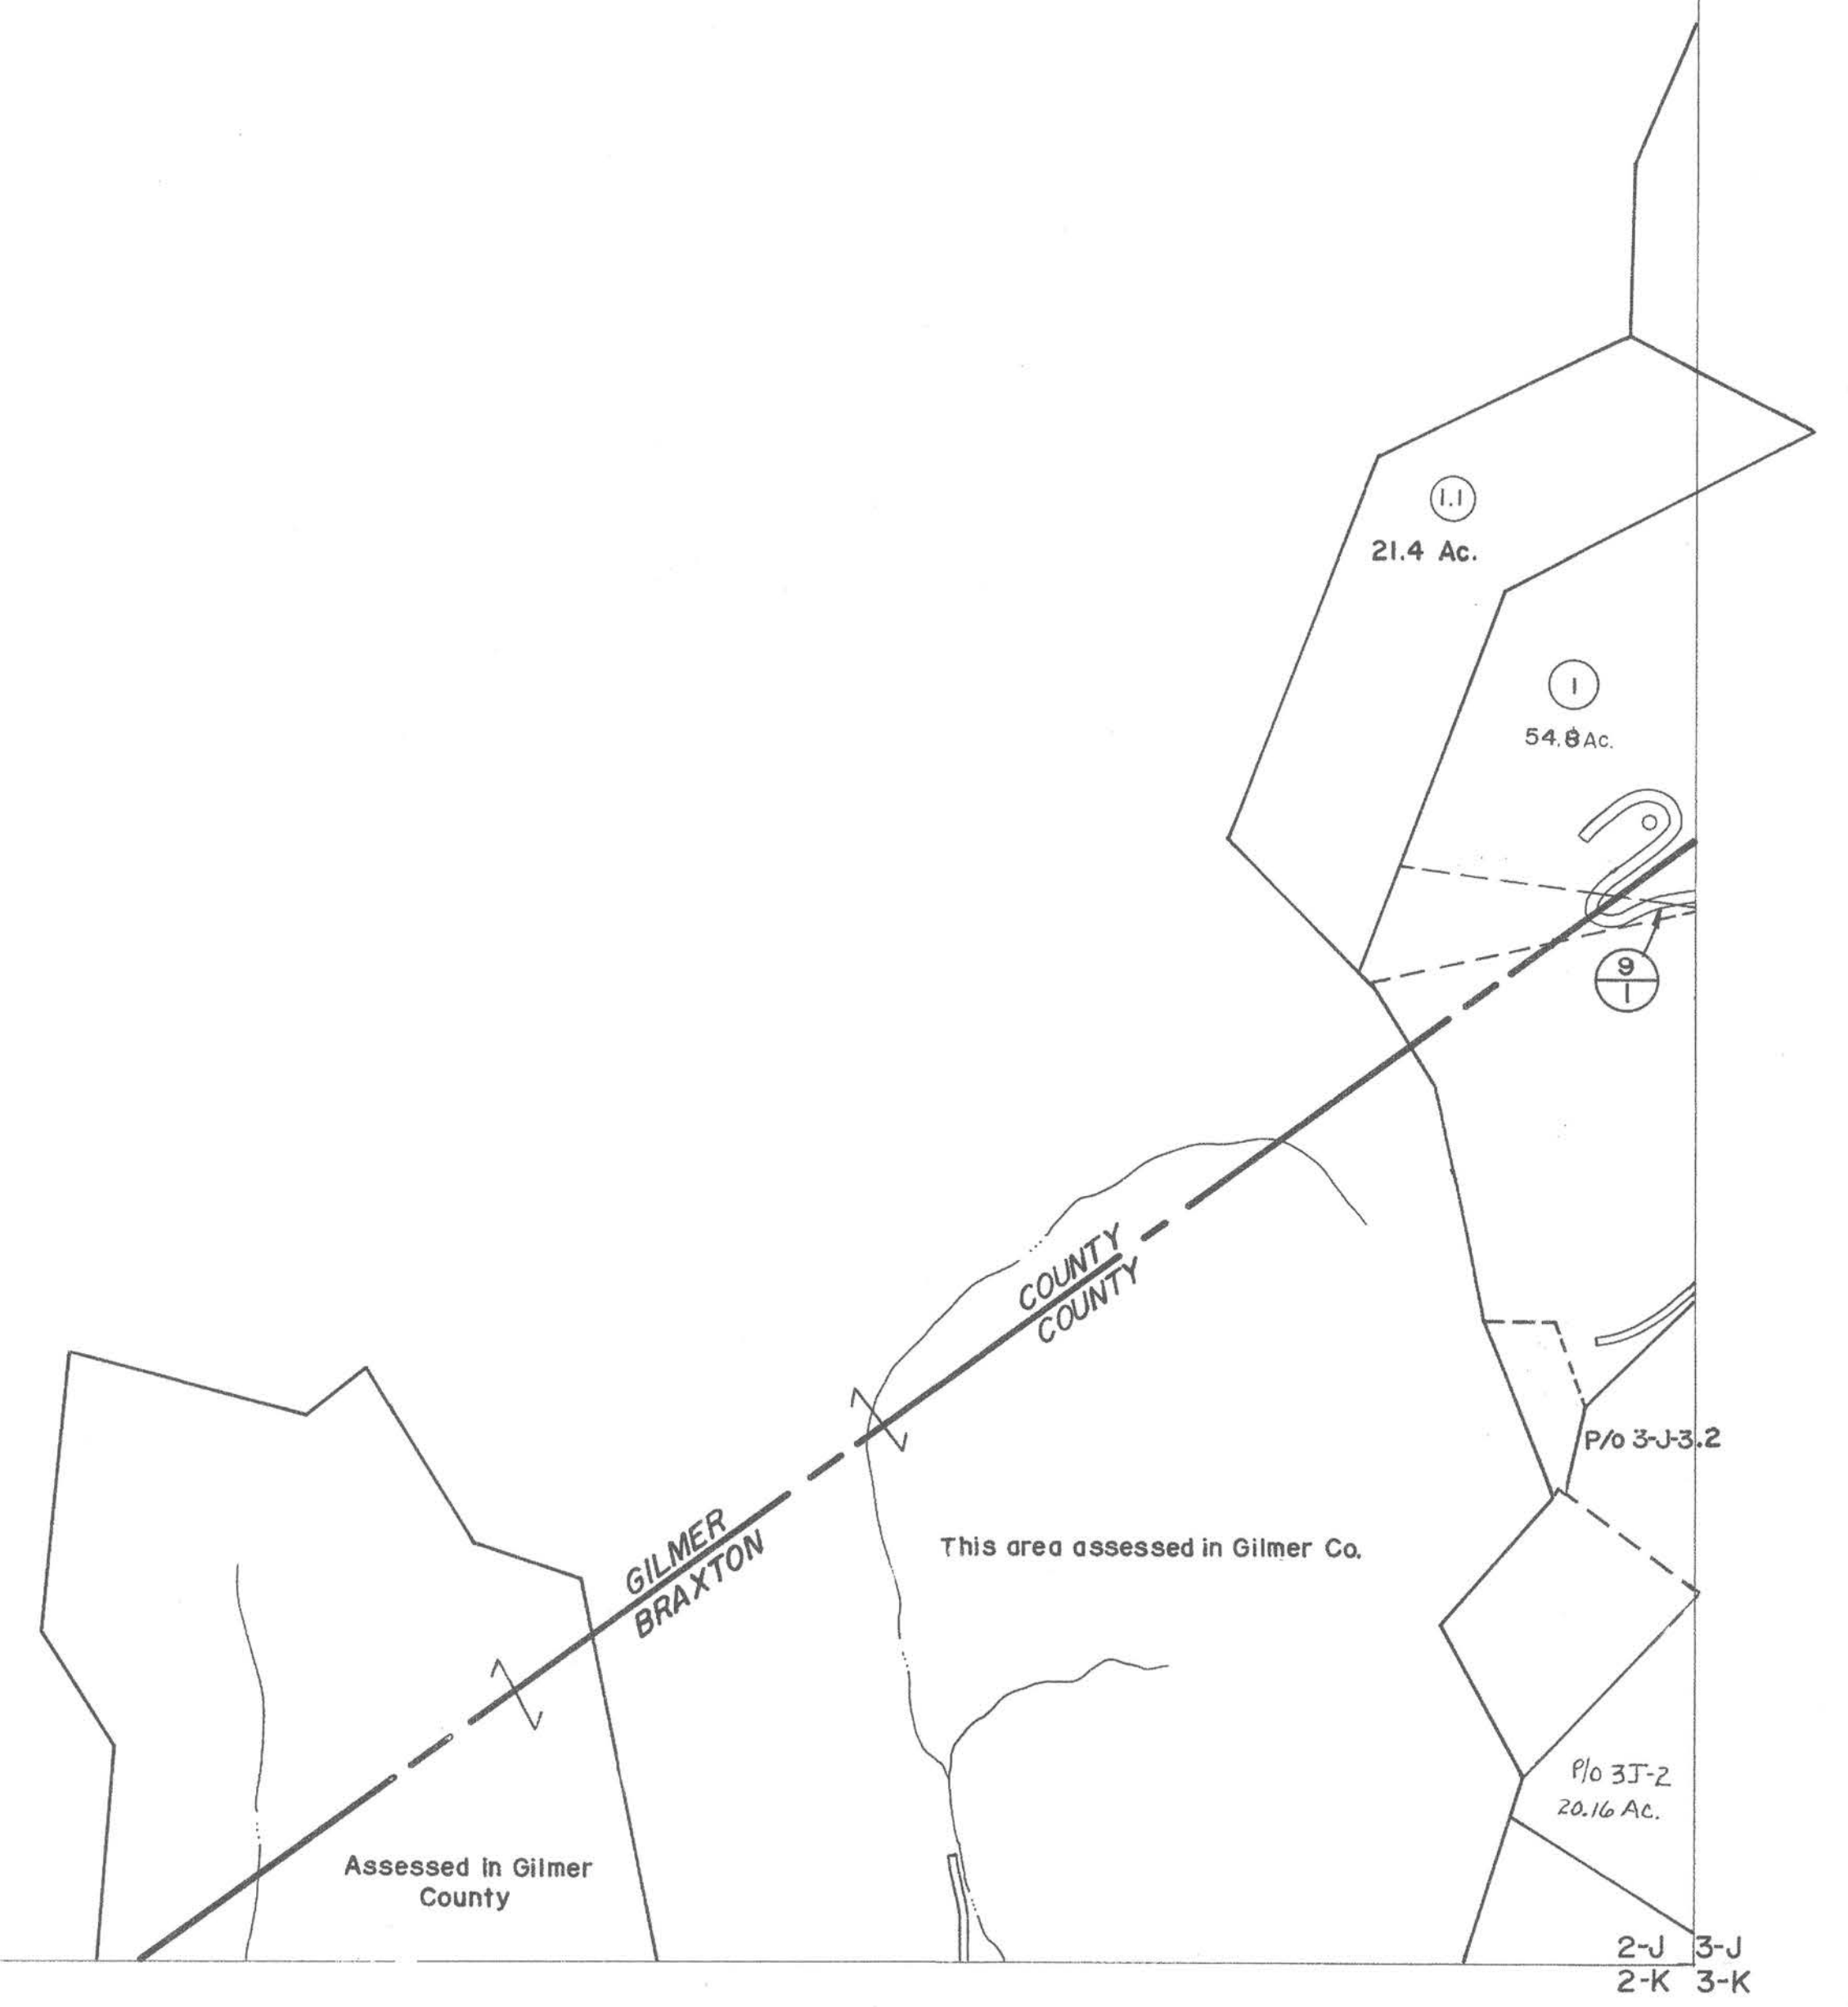 1.1
21.4 Ac.
1
54.8 Ac.
9
1
COUNTY
COUNTY
P/o 3-J-3.2
GILMER
BRAXTON
This area assessed in Gilmer Co.
P/o 3J-2
20.16 Ac.
Assessed in Gilmer
County
2-J 3-J
2-K 3-K